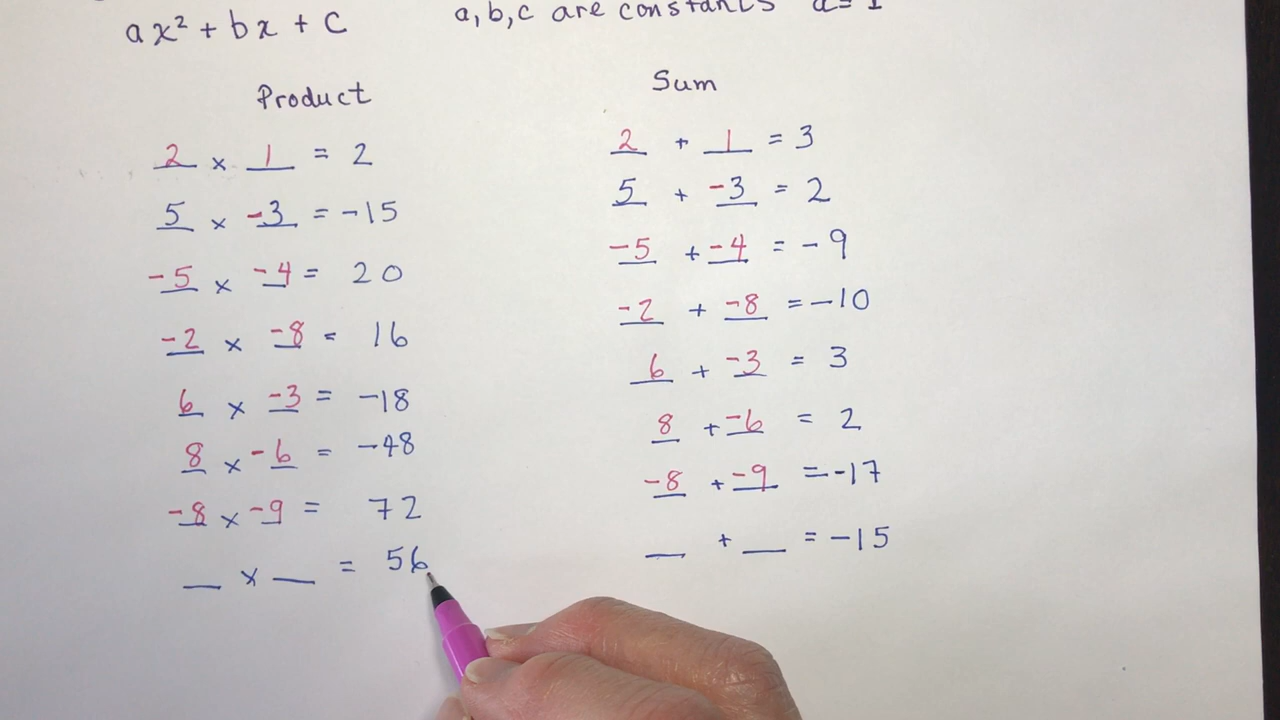 ax² + bx + c a, b, c are constants a = 1
Product Sum
2 x 1 = 2 2 + 1 = 3
5 x -3 = -15 5 + -3 = 2
-5 x -4 = 20 -5 + -4 = -9
-2 x -8 = 16 -2 + -8 = -10
6 x -3 = -18 6 + -3 = 3
8 x -6 = -48 8 + -6 = 2
-8 x -9 = 72 -8 + -9 = -17
__ x __ = 56 __ + __ = -15